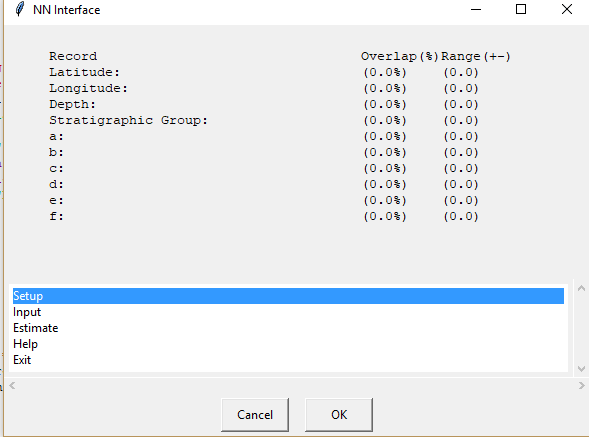 NN Interface
Record Overlap(%)Range(+-)
Latitude: (0.0%) (0.0)
Longitude: (0.0%) (0.0)
Depth: (0.0%) (0.0)
Stratigraphic Group: (0.0%) (0.0)
a: (0.0%) (0.0)
b: (0.0%) (0.0)
c: (0.0%) (0.0)
d: (0.0%) (0.0)
e: (0.0%) (0.0)
f: (0.0%) (0.0)
Setup
Input
Estimate
Help
Exit
Cancel OK